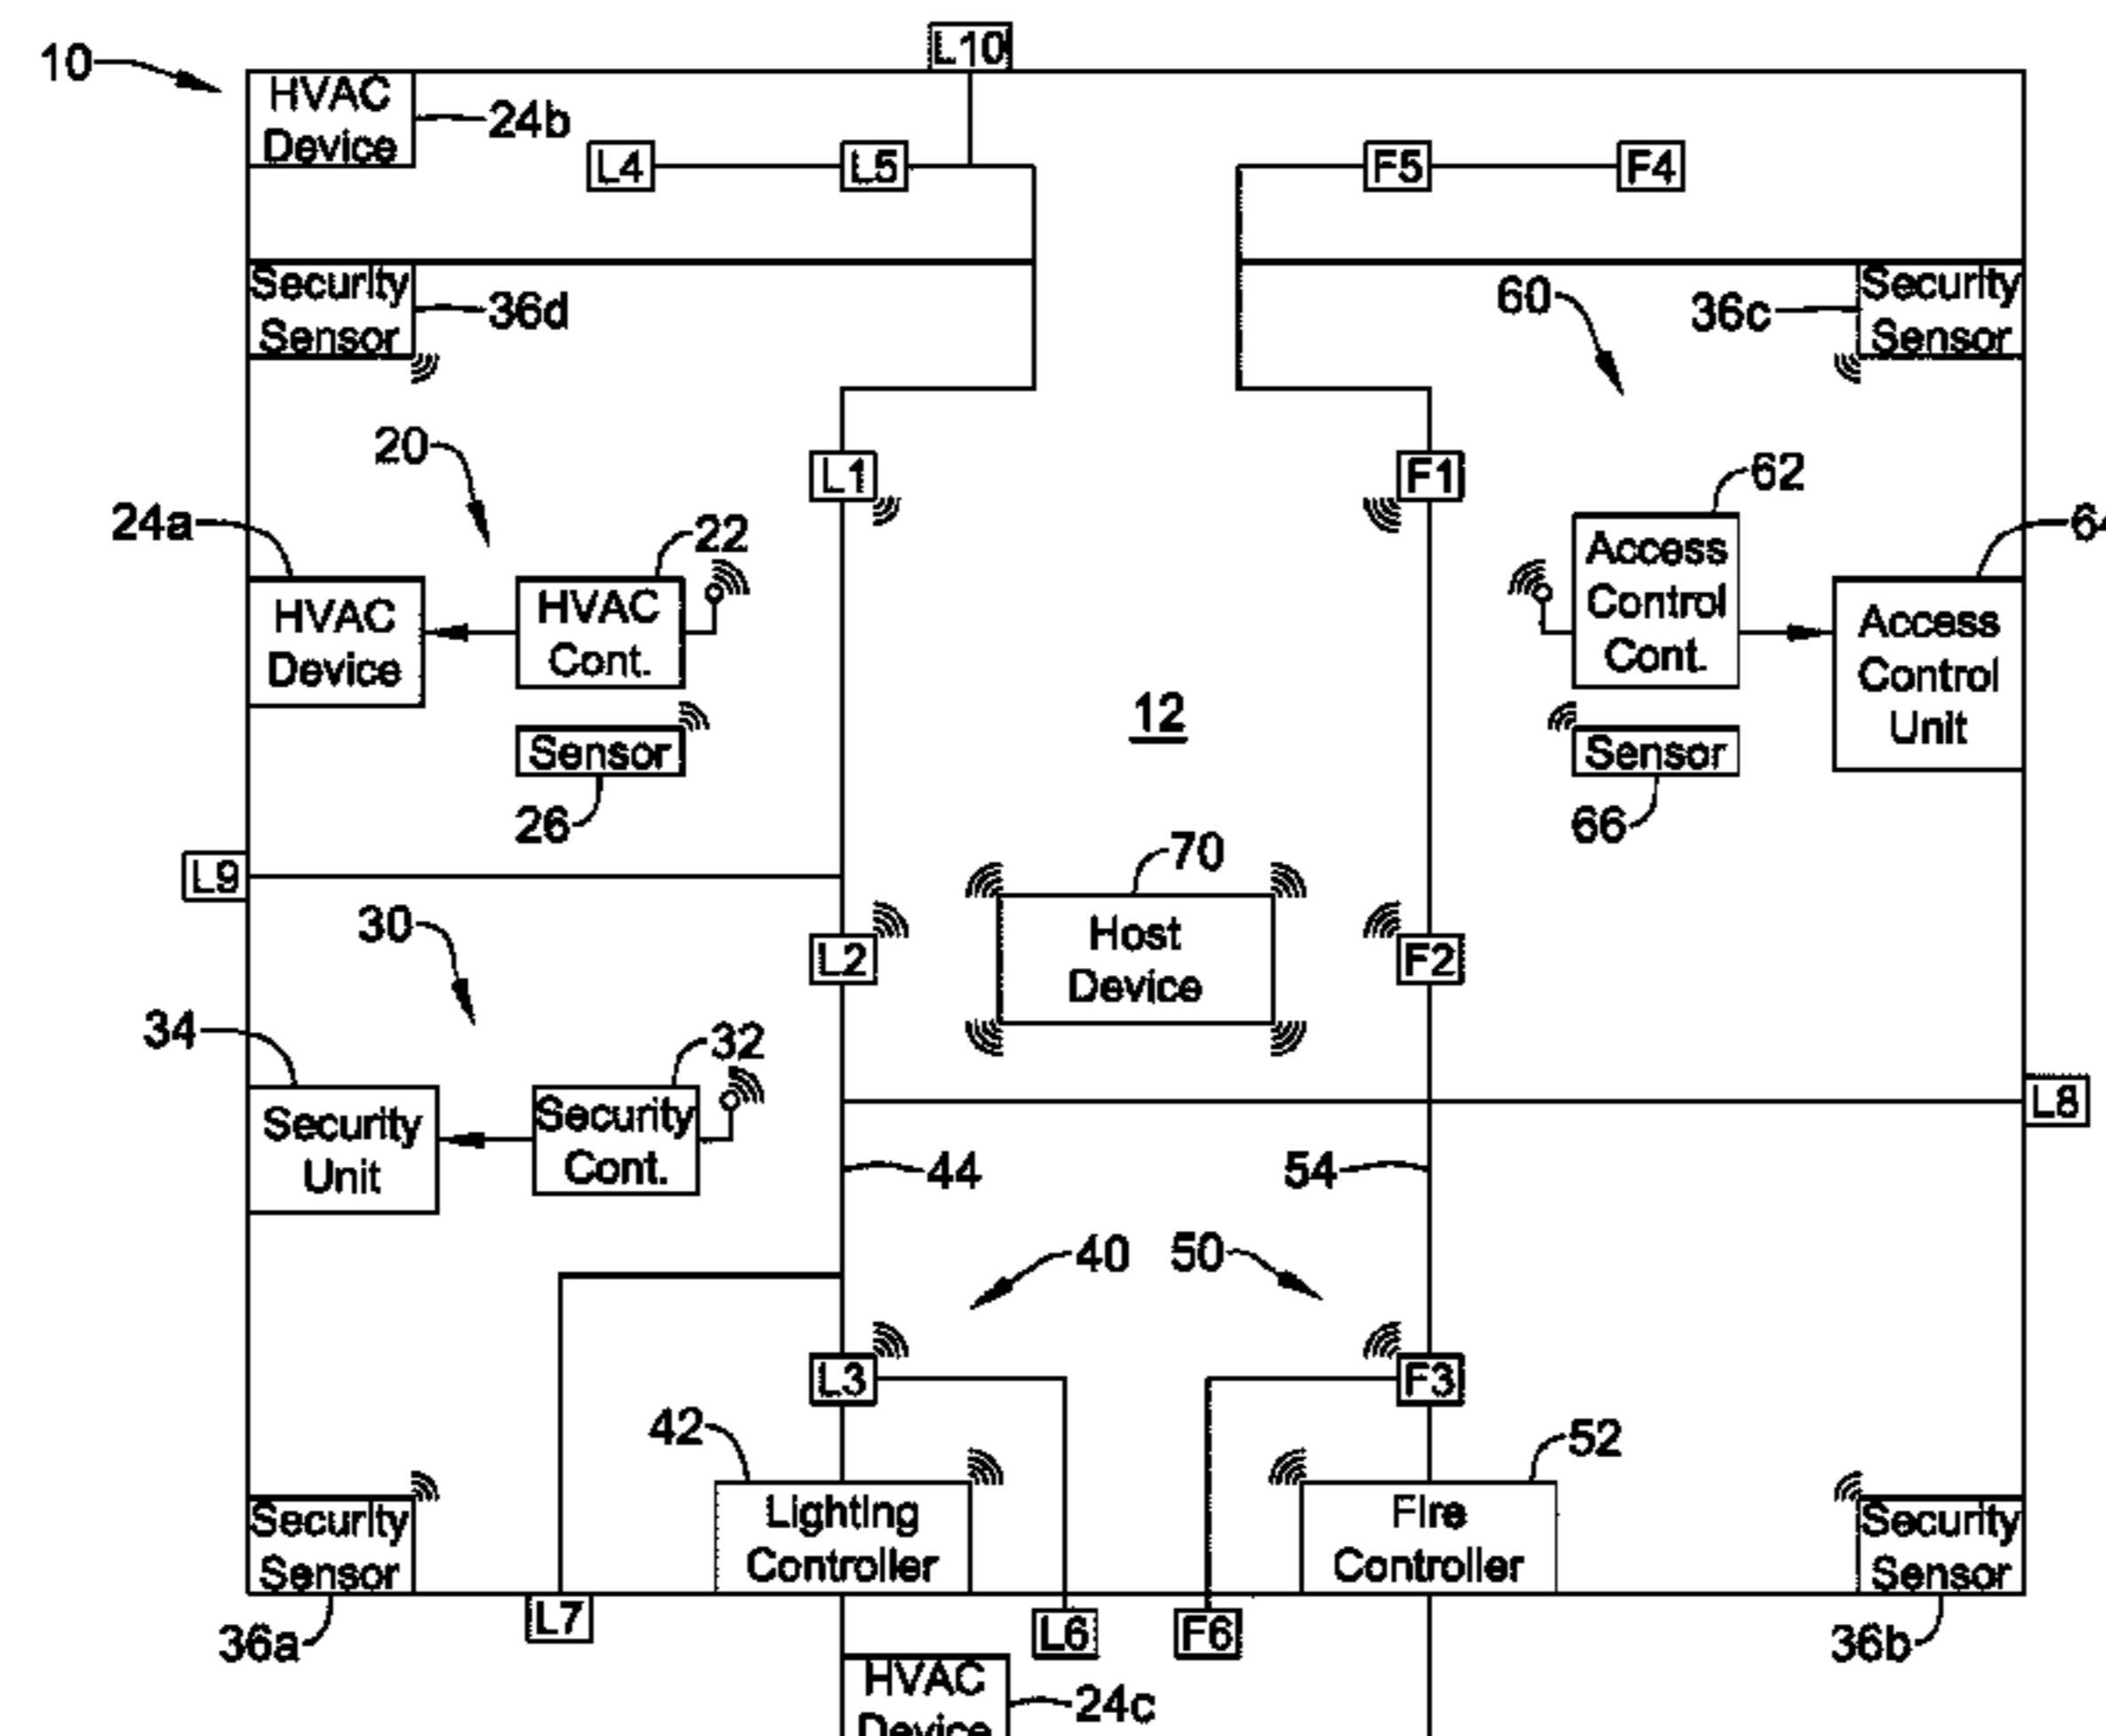 L10
10
HVAC
Device
24b
L4
L5
F5
F4
Security
Sensor
36d
60
36c
Security
Sensor
20
L1
F1
62
24a
22
HVAC
Device
HVAC
Cont.
Access
Control
Cont.
Access
Control
Unit
12
Sensor
Sensor
26
66
70
L9
30
Host
Device
L2
F2
34
32
Security
Unit
Security
Cont.
L8
44
54
40
50
L3
F3
42
52
Security
Sensor
Lighting
Controller
Fire
Controller
Security
Sensor
36a
L7
L6
F6
36b
HVAC
Device
24c